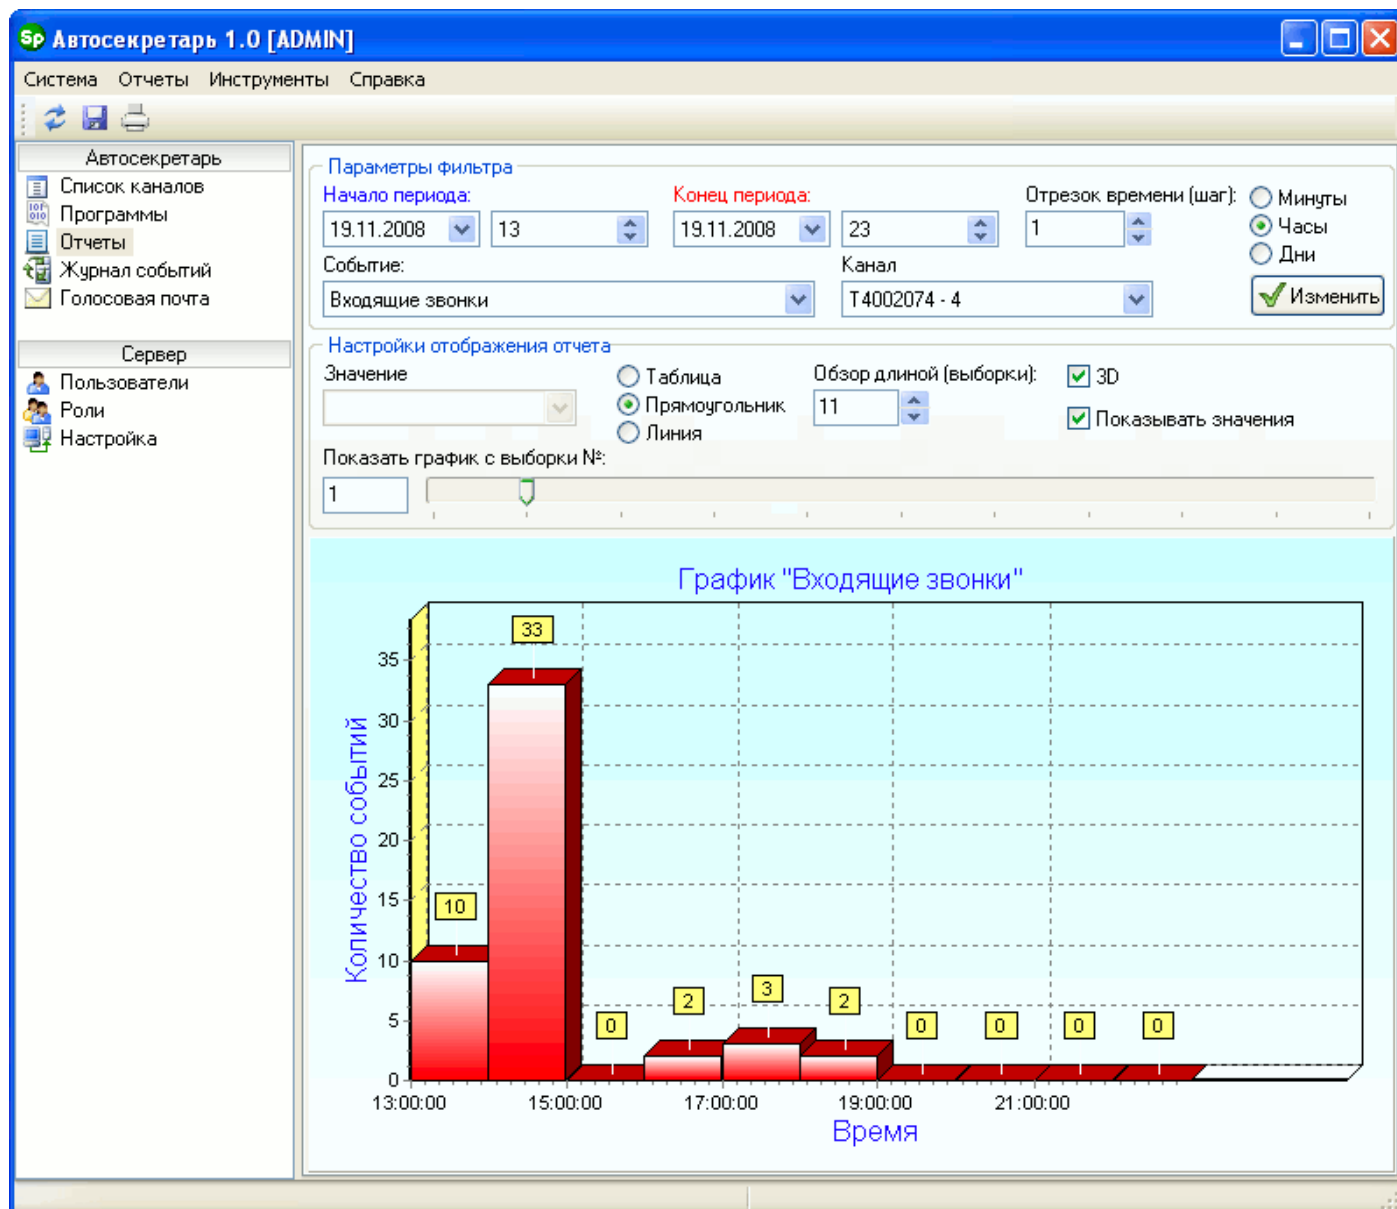 Sp Автосекретарь 1.0 [ADMIN]
Система Отчеты Инструменты Справка
Автосекретарь
Список каналов
Программы
Отчеты
Журнал событий
Голосовая почта
Сервер
Пользователи
Роли
Настройка
Параметры фильтра
Начало периода: Конец периода: Отрезок времени (шаг):
19.11.2008 13 19.11.2008 23 1
Минуты
Часы
Дни
Событие: Канал
Входящие звонки T4002074 - 4 Изменить
Настройки отображения отчета
Значение
Таблица
Прямоугольник
Линия
Обзор длиной (выборки):
11
3D
Показывать значения
Показать график с выборки №:
1
График "Входящие звонки"
Количество событий
35
30
25
20
15
10
5
0
10 33 0 2 3 2 0 0 0 0
13:00:00 15:00:00 17:00:00 19:00:00 21:00:00
Время